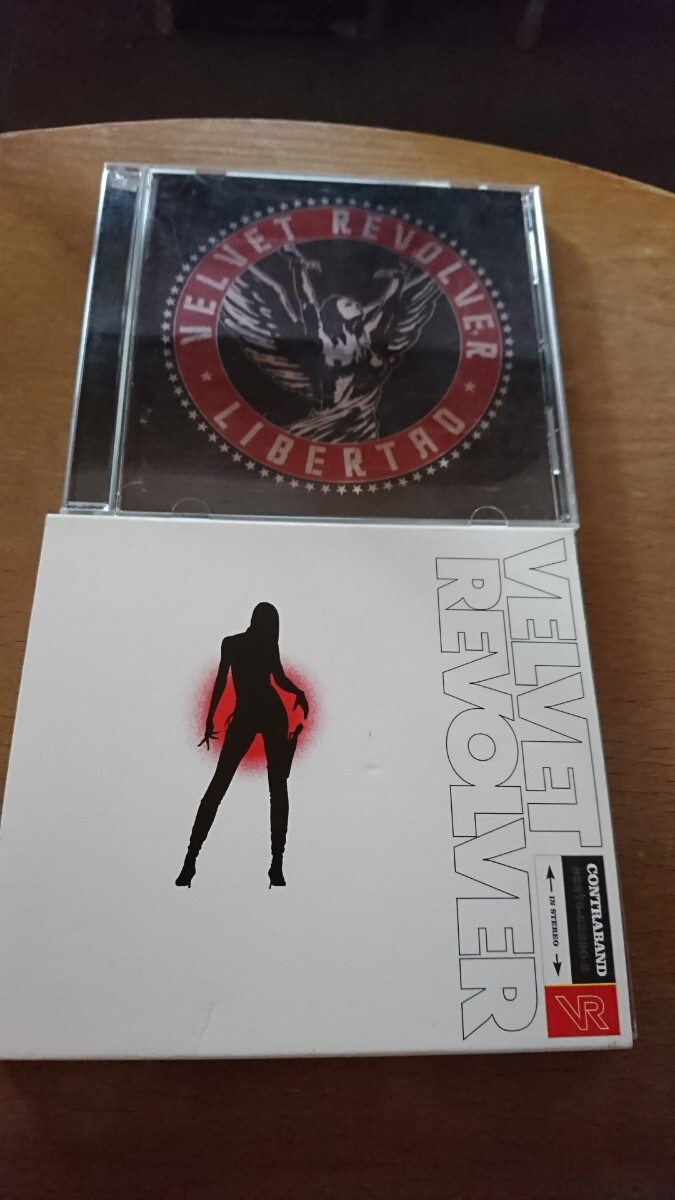 VELVET REVOLVER
LIBERTAD
VELVET
REVOLVER
CONTRABAND
IN STEREO
VR